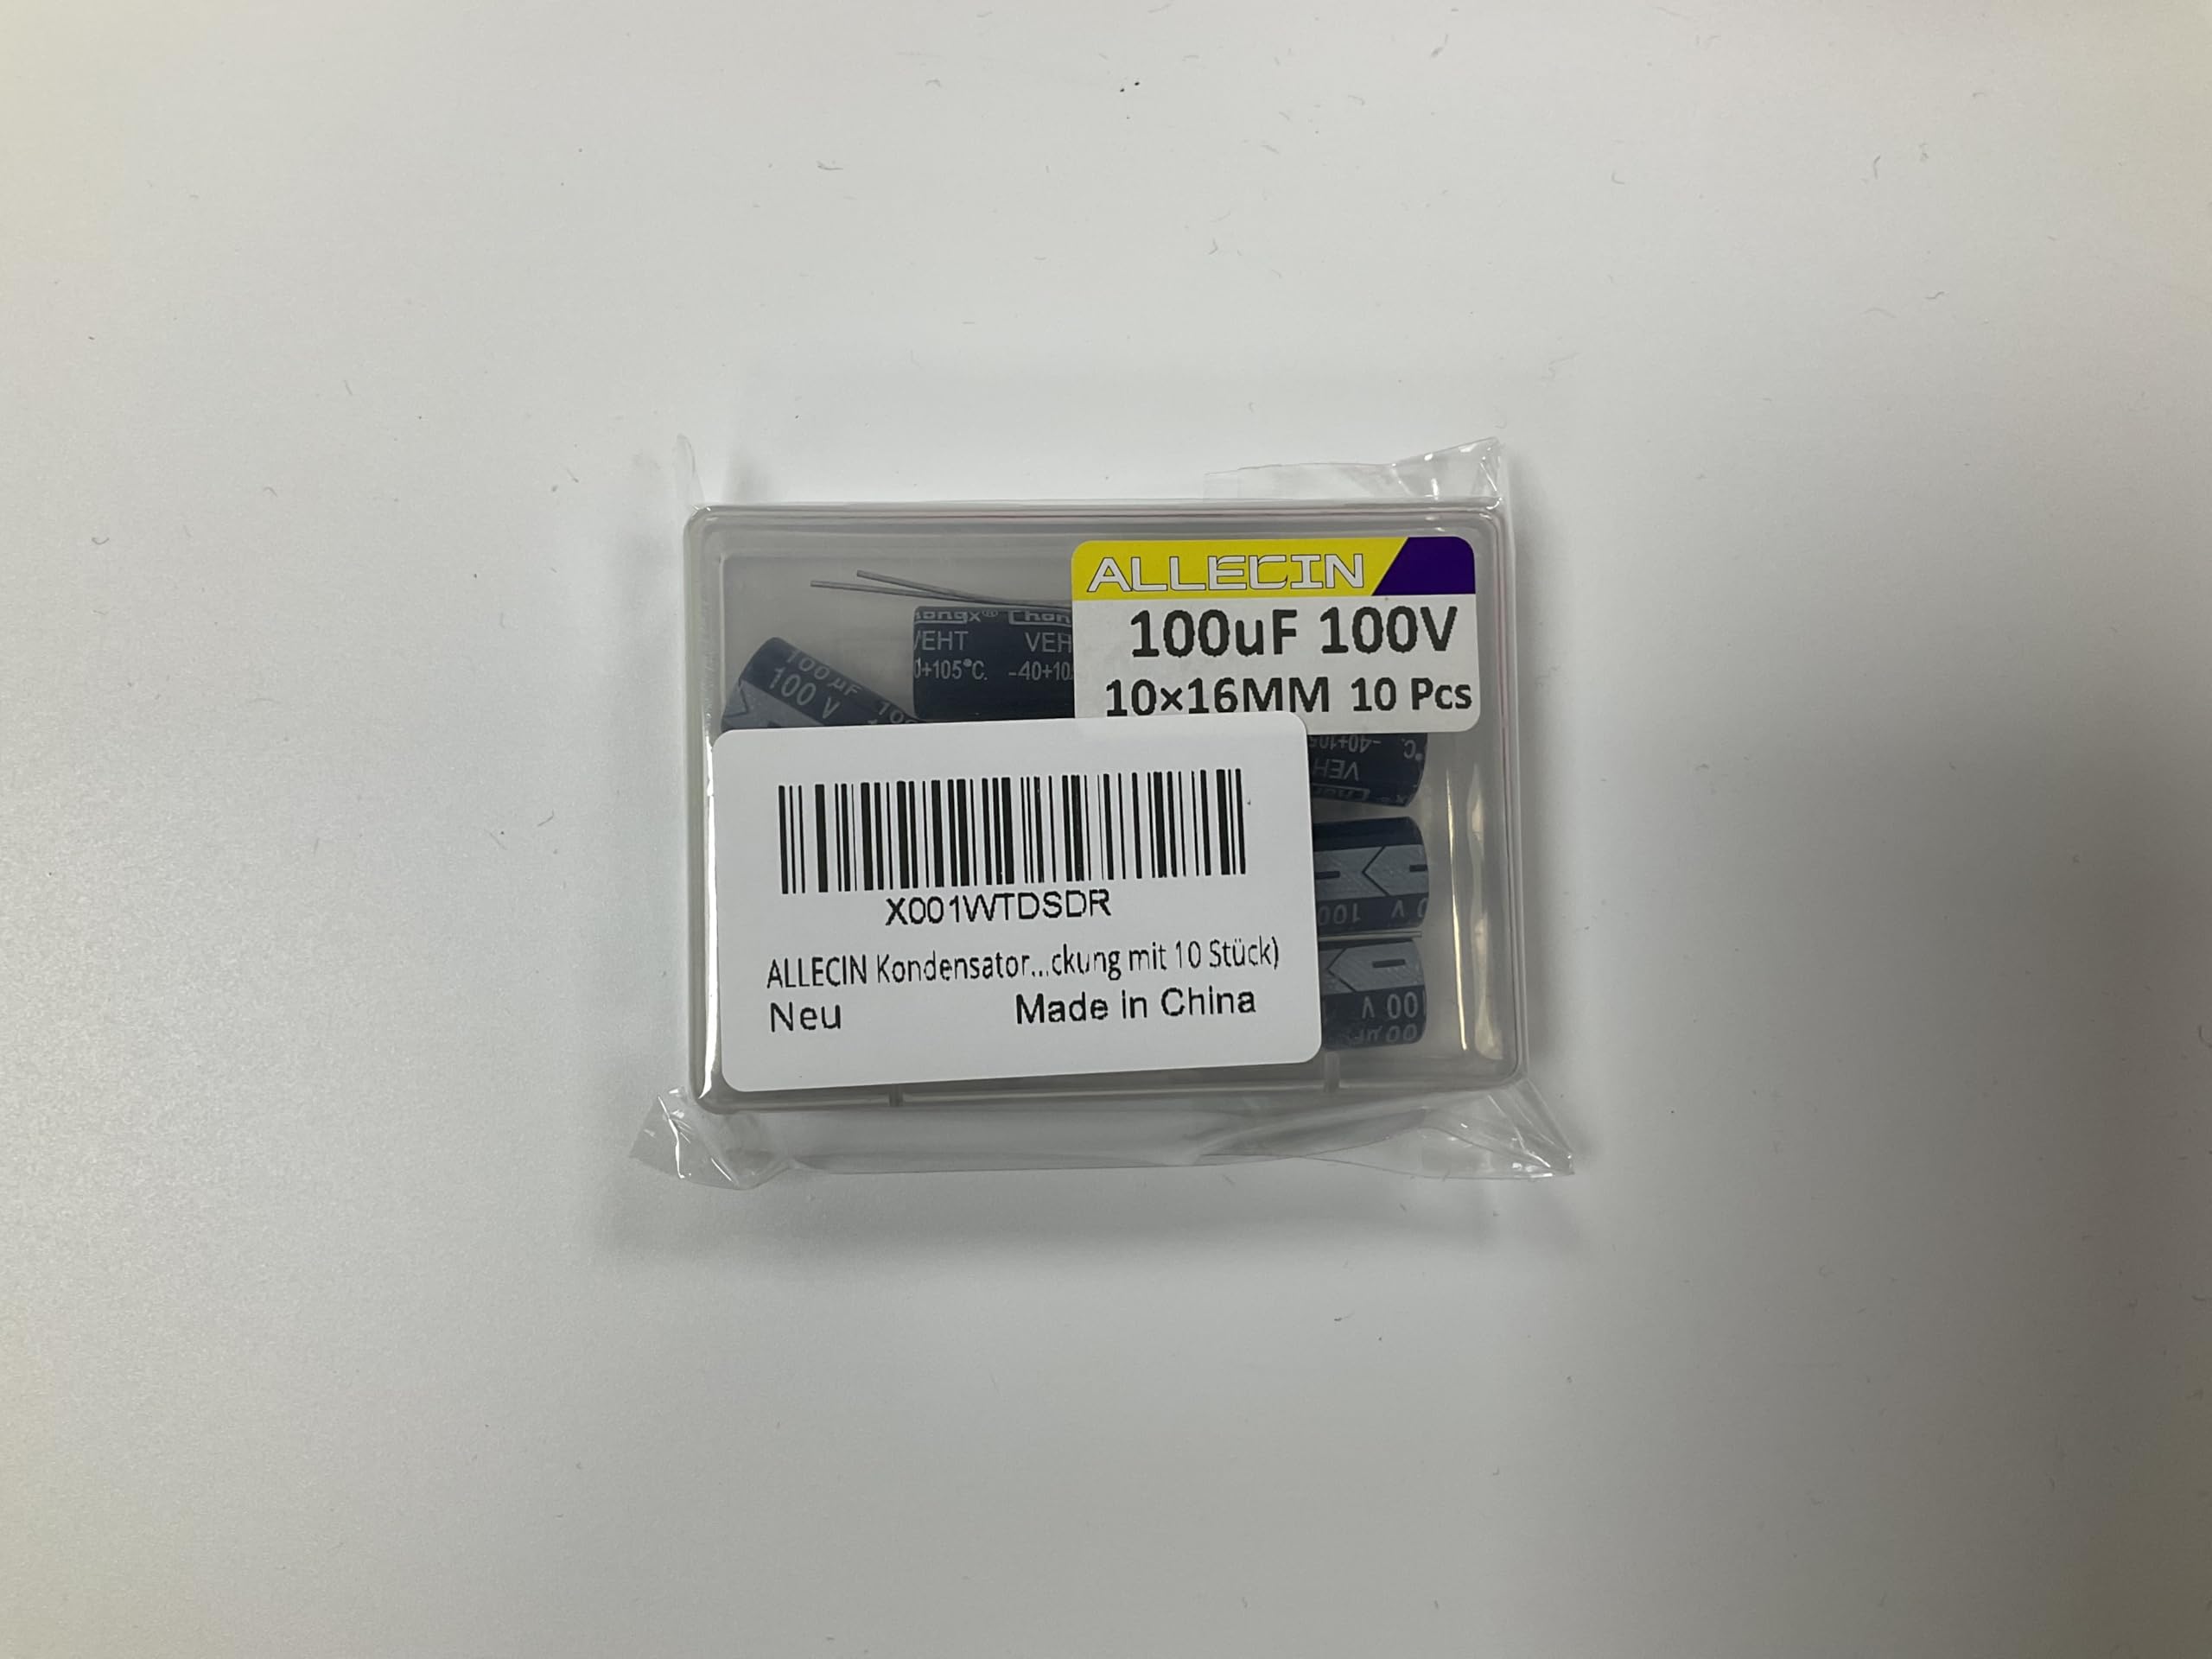 ALLECIN
100uF 100V
10×16MM 10 Pcs
VEHT VEH
+105°C. -40+10
100µF
100 V
X001WTDSDR
ALLECIN Kondensator...ckung mit 10 Stück)
Neu Made in China